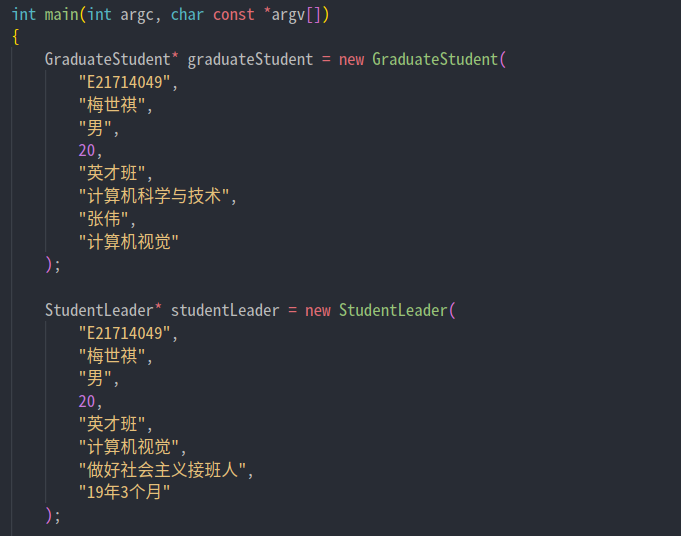 int main(int argc, char const *argv[])
{
GraduateStudent* graduateStudent = new GraduateStudent(
"E21714049",
"梅世祺",
"男",
20,
"英才班",
"计算机科学与技术",
"张伟",
"计算机视觉"
);
StudentLeader* studentLeader = new StudentLeader(
"E21714049",
"梅世祺",
"男",
20,
"英才班",
"计算机视觉",
"做好社会主义接班人",
"19年3个月"
);